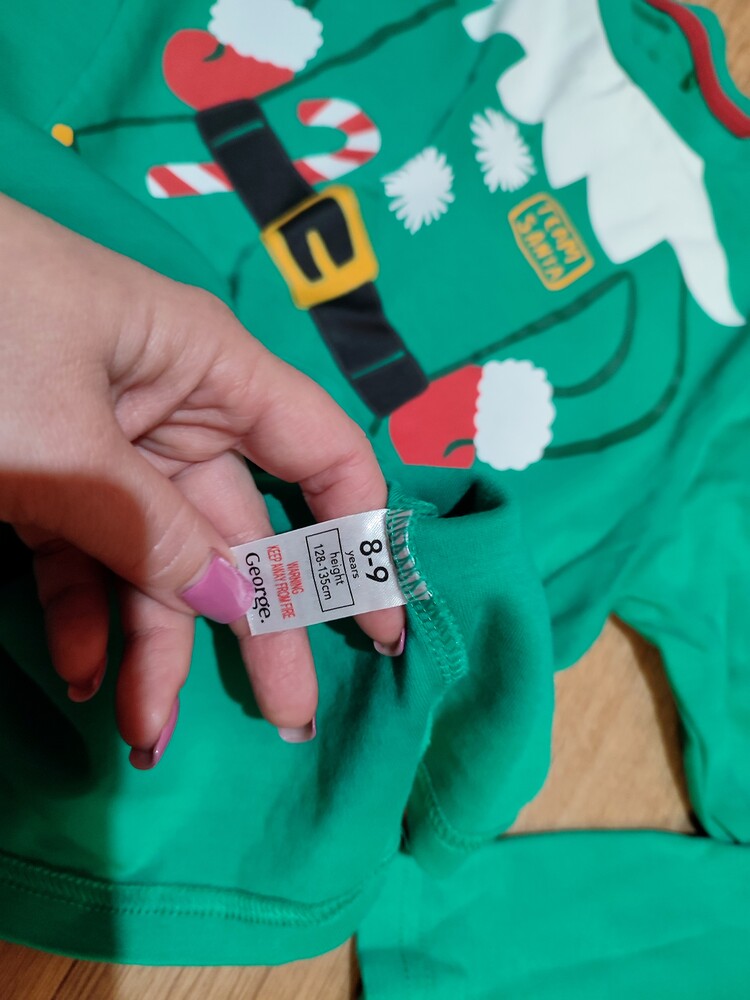 TEAM
SANTA
8-9
years
height
128-135cm
WARNING
KEEP AWAY FROM FIRE
George.